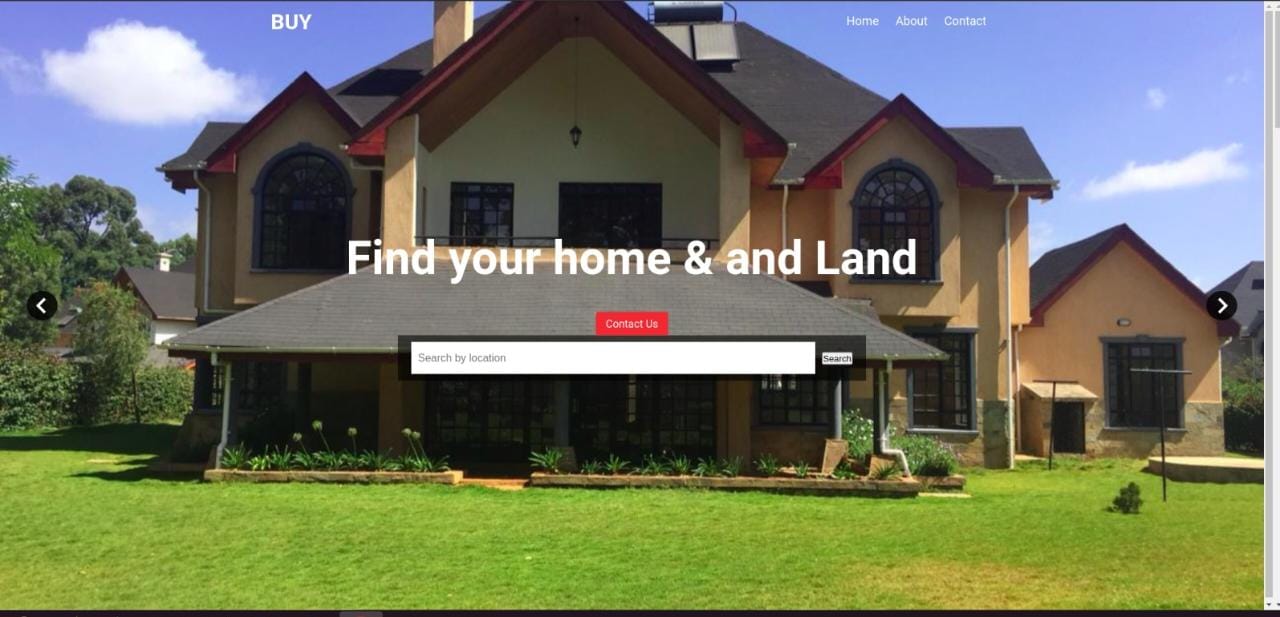 BUY
Home About Contact
Find your home & and Land
Contact Us
Search by location
Search